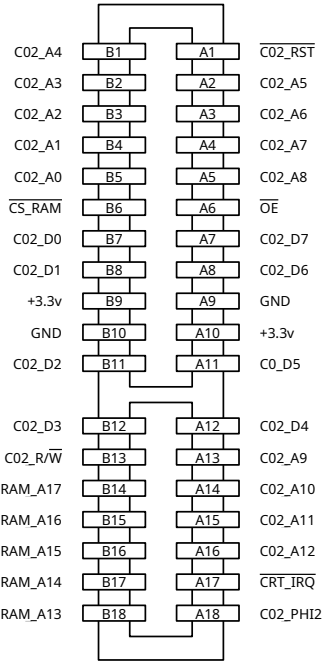 C02_A4 B1 A1 C02_RST
C02_A3 B2 A2 C02_A5
C02_A2 B3 A3 C02_A6
C02_A1 B4 A4 C02_A7
C02_A0 B5 A5 C02_A8
CS_RAM B6 A6 OE
C02_D0 B7 A7 C02_D7
C02_D1 B8 A8 C02_D6
+3.3v B9 A9 GND
GND B10 A10 +3.3v
C02_D2 B11 A11 C0_D5
C02_D3 B12 A12 C02_D4
C02_R/W B13 A13 C02_A9
RAM_A17 B14 A14 C02_A10
RAM_A16 B15 A15 C02_A11
RAM_A15 B16 A16 C02_A12
RAM_A14 B17 A17 CRT_IRQ
RAM_A13 B18 A18 C02_PHI2